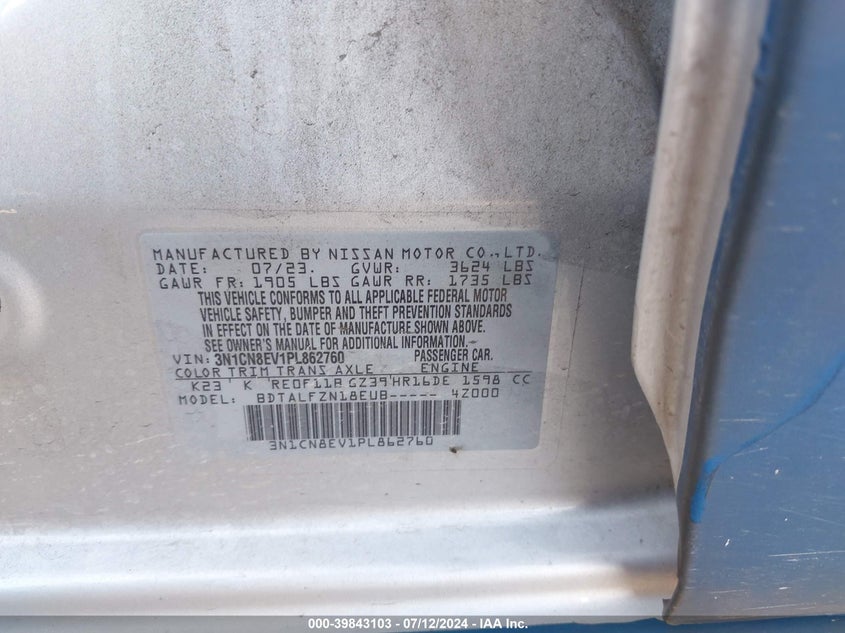 MANUFACTURED BY NISSAN MOTOR CO.,LTD.
DATE: 07/23. GVWR: 3624 LBS
GAWR FR: 1905 LBS GAWR RR: 1735 LBS
THIS VEHICLE CONFORMS TO ALL APPLICABLE FEDERAL MOTOR
VEHICLE SAFETY, BUMPER AND THEFT PREVENTION STANDARDS
IN EFFECT ON THE DATE OF MANUFACTURE SHOWN ABOVE.
SEE OWNER'S MANUAL FOR ADDITIONAL INFORMATION.
VIN: 3N1CN8EV1PL862760 PASSENGER CAR.
COLOR TRIM TRANS AXLE ENGINE
K23 K RE0F11B GZ39 HR16DE 1598 CC
MODEL: BDTALFZN18EUB----- 4Z000
3N1CN8EV1PL862760
000-39843103 - 07/12/2024 - IAA Inc.